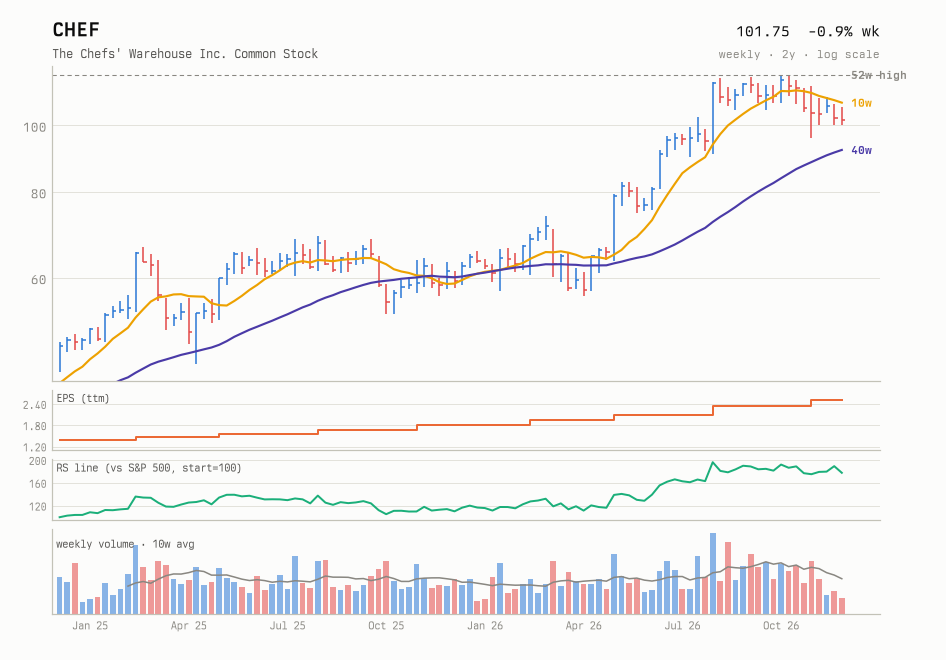 CHEF
101.75 -0.9% wk
The Chefs' Warehouse Inc. Common Stock
weekly · 2y · log scale
52w high
10w
100
40w
80
60
EPS (ttm)
2.40
1.80
1.20
200
RS line (vs S&P 500, start=100)
160
120
weekly volume · 10w avg
Jan 25 Apr 25 Jul 25 Oct 25 Jan 26 Apr 26 Jul 26 Oct 26